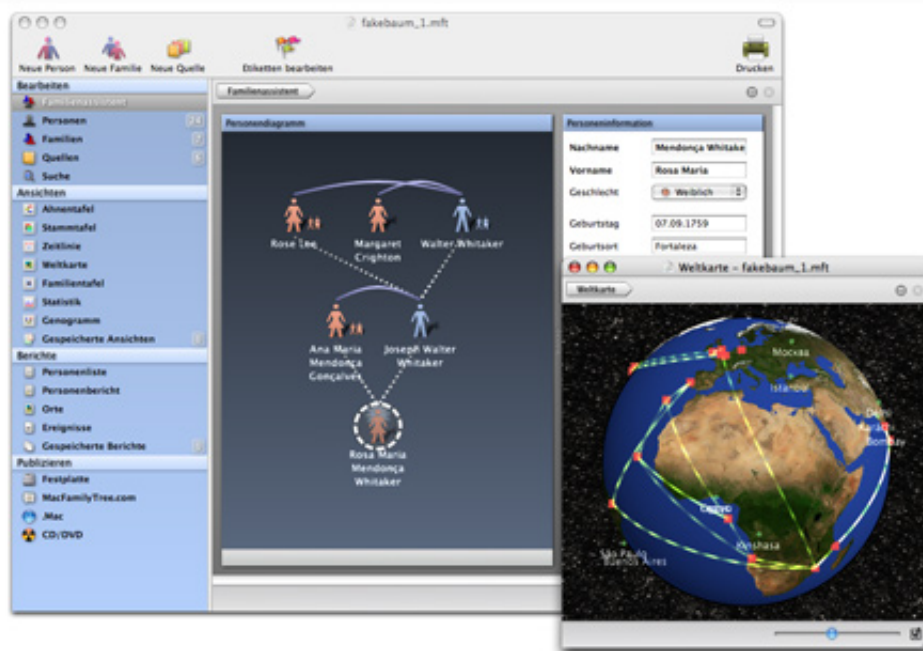 fakebaum_1.mft
Neue Person
Neue Familie
Neue Quelle
Etiketten bearbeiten
Drucken
Bearbeiten
Familienassistent
Personen 24
Familien 7
Quellen
Suche
Ansichten
Ahnentafel
Stammtafel
Zeitlinie
Weltkarte
Familientafel
Statistik
Genogramm
Gespeicherte Ansichten
Berichte
Personenliste
Personenbericht
Orte
Ereignisse
Gespeicherte Berichte
Publizieren
Festplatte
MacFamilyTree.com
.Mac
CD/DVD
Familienassistent
Personendiagramm
Rose Lee
Margaret
Crighton
Walter Whitaker
Ana Maria
Mendonça
Gonçalves
Joseph Walter
Whitaker
Rosa Maria
Mendonça
Whitaker
Personeninformation
Nachname Mendonça Whitake
Vorname Rosa Maria
Geschlecht Weiblich
Geburtstag 07.09.1759
Geburtsort Fortaleza
Weltkarte - fakebaum_1.mft
Weltkarte
Москва
Istanbul
Delhi
Karachi
Bombay
Kinshasa
São Paulo
Buenos Aires